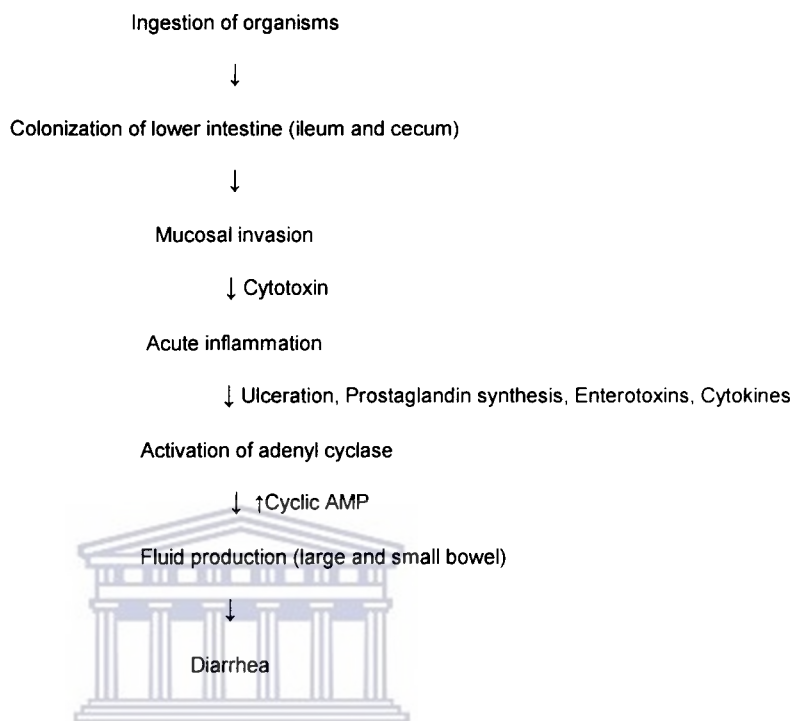 Ingestion of organisms
↓
Colonization of lower intestine (ileum and cecum)
↓
Mucosal invasion
↓ Cytotoxin
Acute inflammation
↓ Ulceration, Prostaglandin synthesis, Enterotoxins, Cytokines
Activation of adenyl cyclase
↓ ↑Cyclic AMP
Fluid production (large and small bowel)
↓
Diarrhea